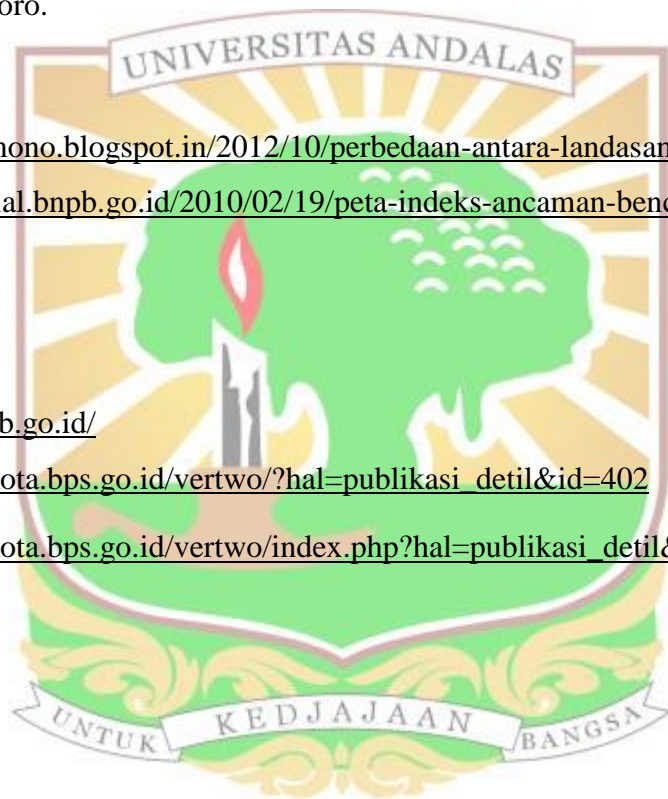 oro.
UNIVERSITAS ANDALAS
nono.blogspot.in/2012/10/perbedaan-antara-landasan
al.bnpb.go.id/2010/02/19/peta-indeks-ancaman-benc
b.go.id/
ota.bps.go.id/vertwo/?hal=publikasi_detil&id=402
ota.bps.go.id/vertwo/index.php?hal=publikasi_detil&
UNTUK KEDJAJAAN BANGSA